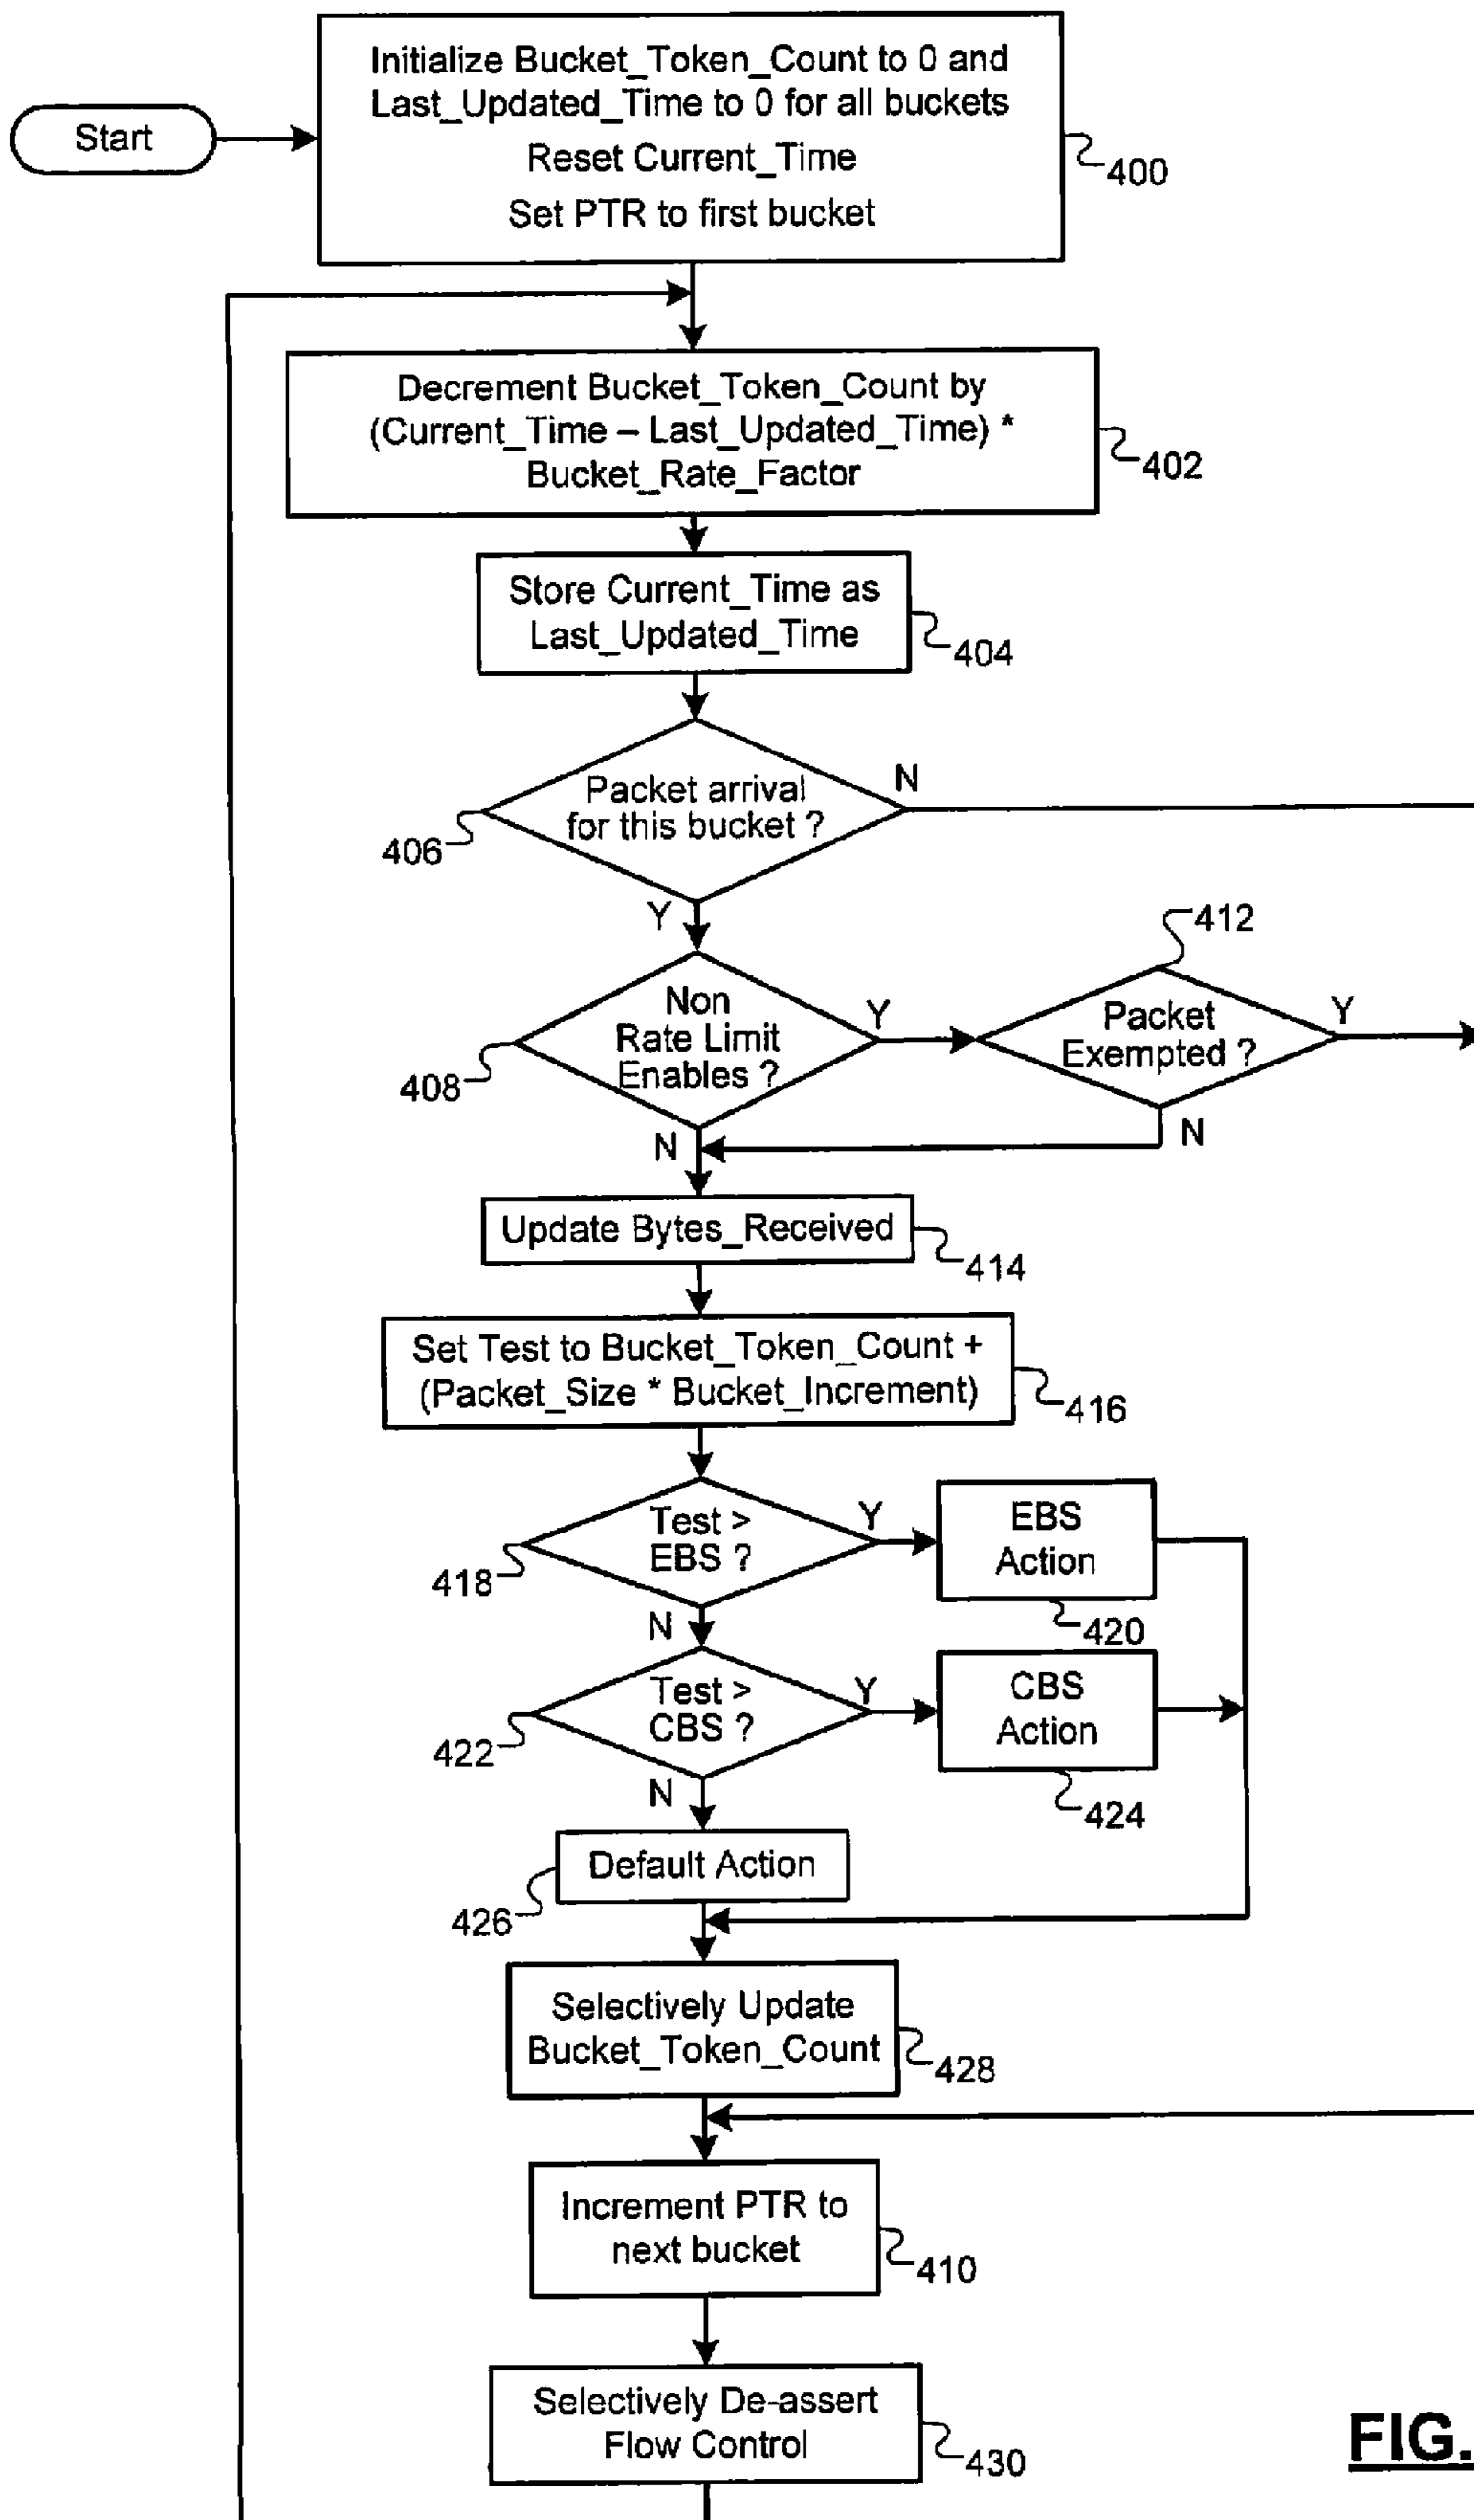 Initialize Bucket_Token_Count to 0 and
Last_Updated_Time to 0 for all buckets
Reset Current_Time
Set PTR to first bucket
Start
400
Decrement Bucket_Token_Count by
(Current_Time – Last_Updated_Time) *
Bucket_Rate_Factor
402
Store Current_Time as
Last_Updated_Time
404
Packet arrival
for this bucket ?
N
406
Y
412
Non
Rate Limit
Enables ?
Y
408
Packet
Exempted ?
Y
N
N
Update Bytes_Received
414
Set Test to Bucket_Token_Count +
(Packet_Size * Bucket_Increment)
416
Test >
EBS ?
Y
418
EBS
Action
420
N
Test >
CBS ?
Y
422
CBS
Action
424
N
Default Action
426
Selectively Update
Bucket_Token_Count
428
Increment PTR to
next bucket
410
Selectively De-assert
Flow Control
430
FIG.